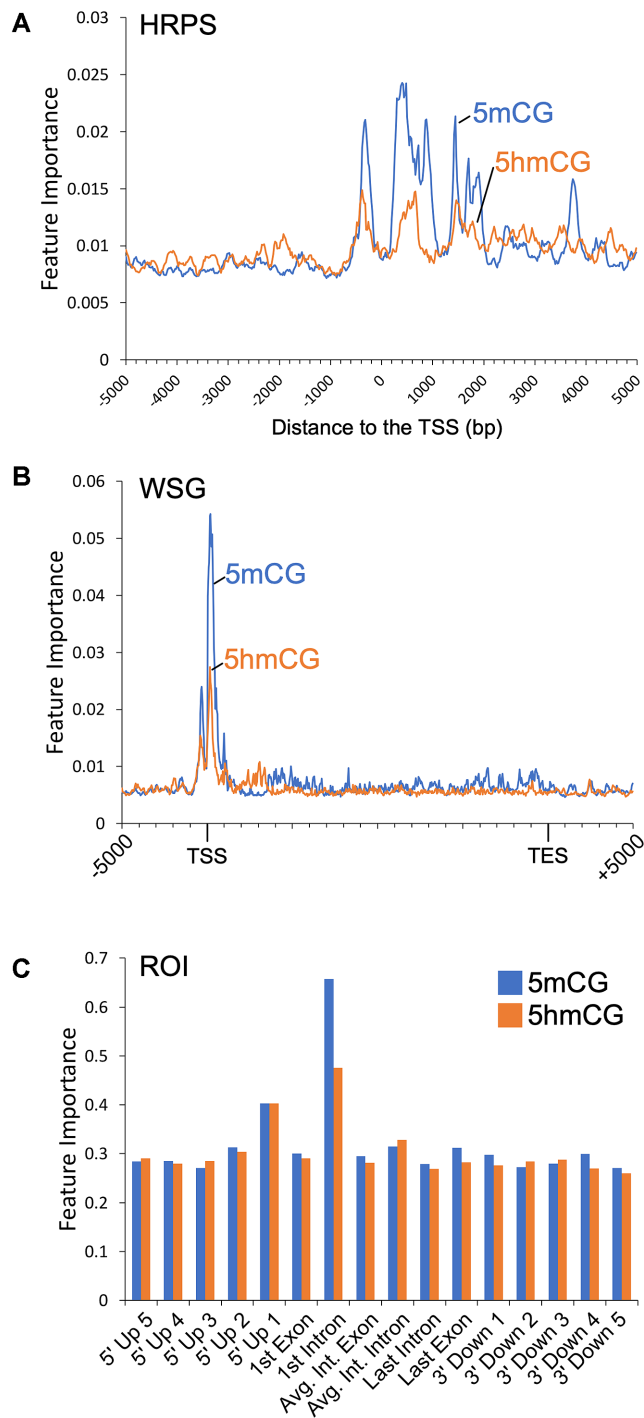 A
HRPS
0.03
0.025
0.02
0.015
0.01
0.005
0
Feature Importance
5mCG
5hmCG
-5000
-4000
-3000
-2000
-1000
0
1000
2000
3000
4000
5000
Distance to the TSS (bp)
B
WSG
0.06
0.05
0.04
0.03
0.02
0.01
0
Feature Importance
5mCG
5hmCG
-5000
TSS
TES
+5000
C
ROI
0.7
0.6
0.5
0.4
0.3
0.2
0.1
0
Feature Importance
5mCG
5hmCG
5' Up 5
5' Up 4
5' Up 3
5' Up 2
5' Up 1
1st Exon
1st Intron
Avg. Int. Exon
Avg. Int. Intron
Last Intron
Last Exon
3' Down 1
3' Down 2
3' Down 3
3' Down 4
3' Down 5